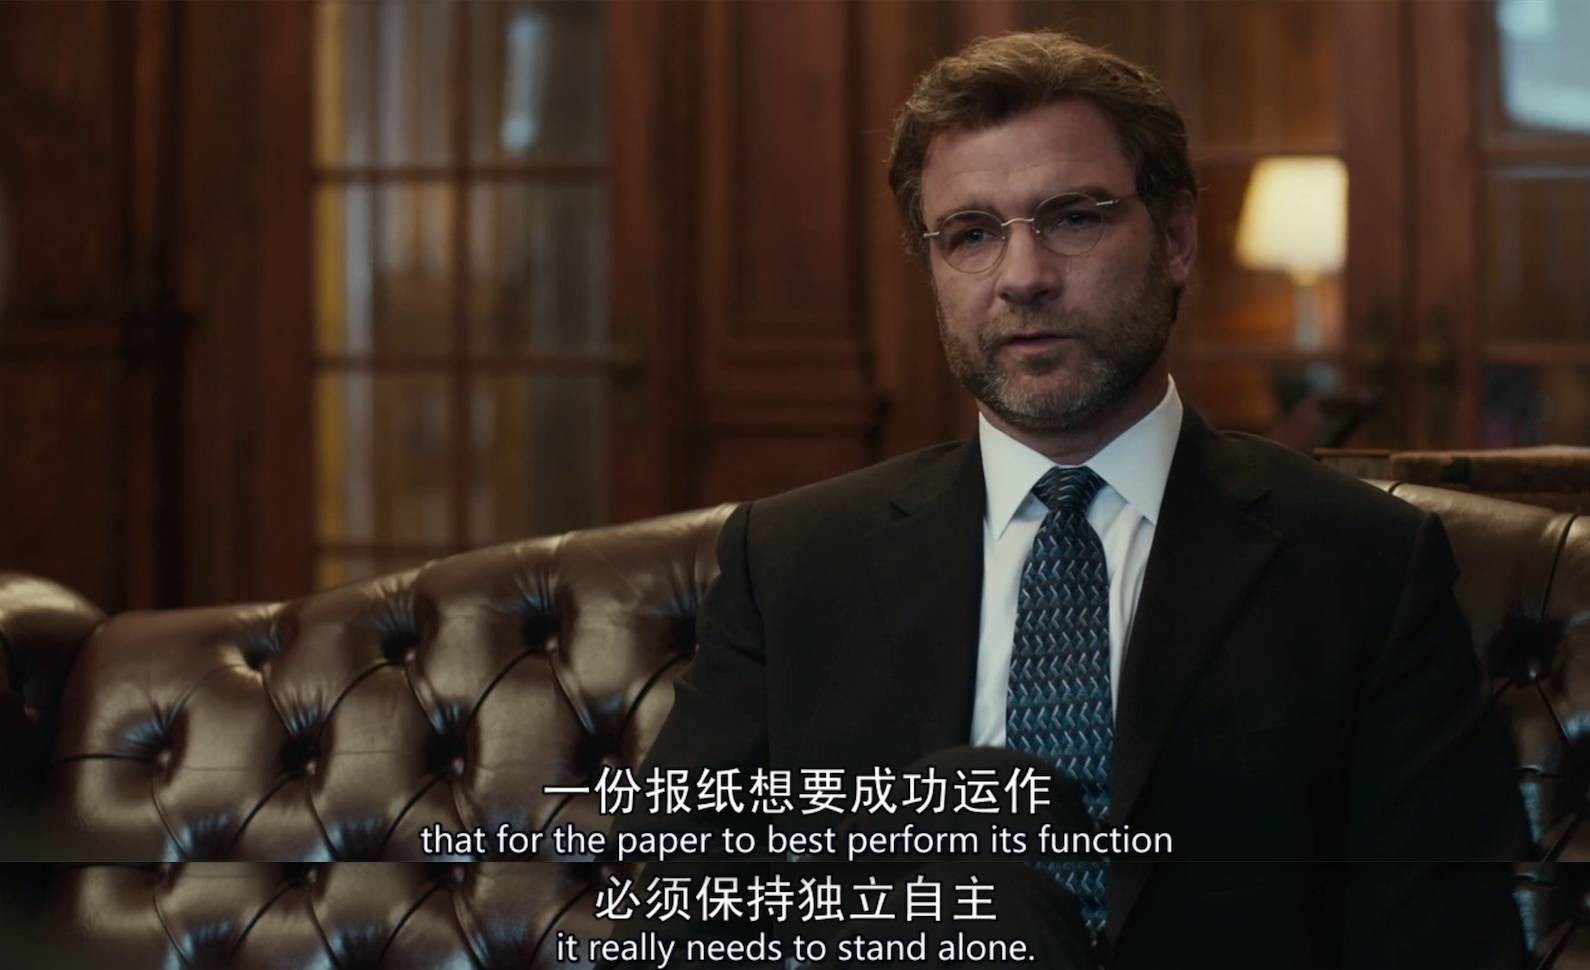 一份报纸想要成功运作
that for the paper to best perform its function
必须保持独立自主
it really needs to stand alone.